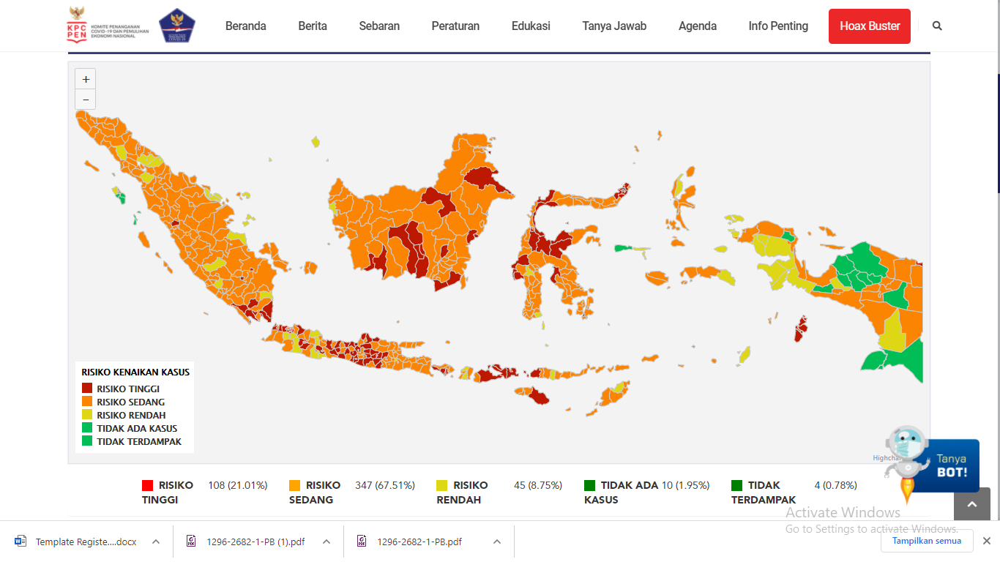 KPC
PEN
KOMITE PENANGANAN
COVID-19 DAN PEMULIHAN
EKONOMI NASIONAL
Beranda
Berita
Sebaran
Peraturan
Edukasi
Tanya Jawab
Agenda
Info Penting
Hoax Buster
+
−
RISIKO KENAIKAN KASUS
RISIKO TINGGI
RISIKO SEDANG
RISIKO RENDAH
TIDAK ADA KASUS
TIDAK TERDAMPAK
Tanya
BOT!
RISIKO TINGGI 108 (21.01%)
RISIKO SEDANG 347 (67.51%)
RISIKO RENDAH 45 (8.75%)
TIDAK ADA KASUS 10 (1.95%)
TIDAK TERDAMPAK 4 (0.78%)
Activate Windows
Go to Settings to activate Windows.
Template Registe....docx
1296-2682-1-PB (1).pdf
1296-2682-1-PB.pdf
Tampilkan semua